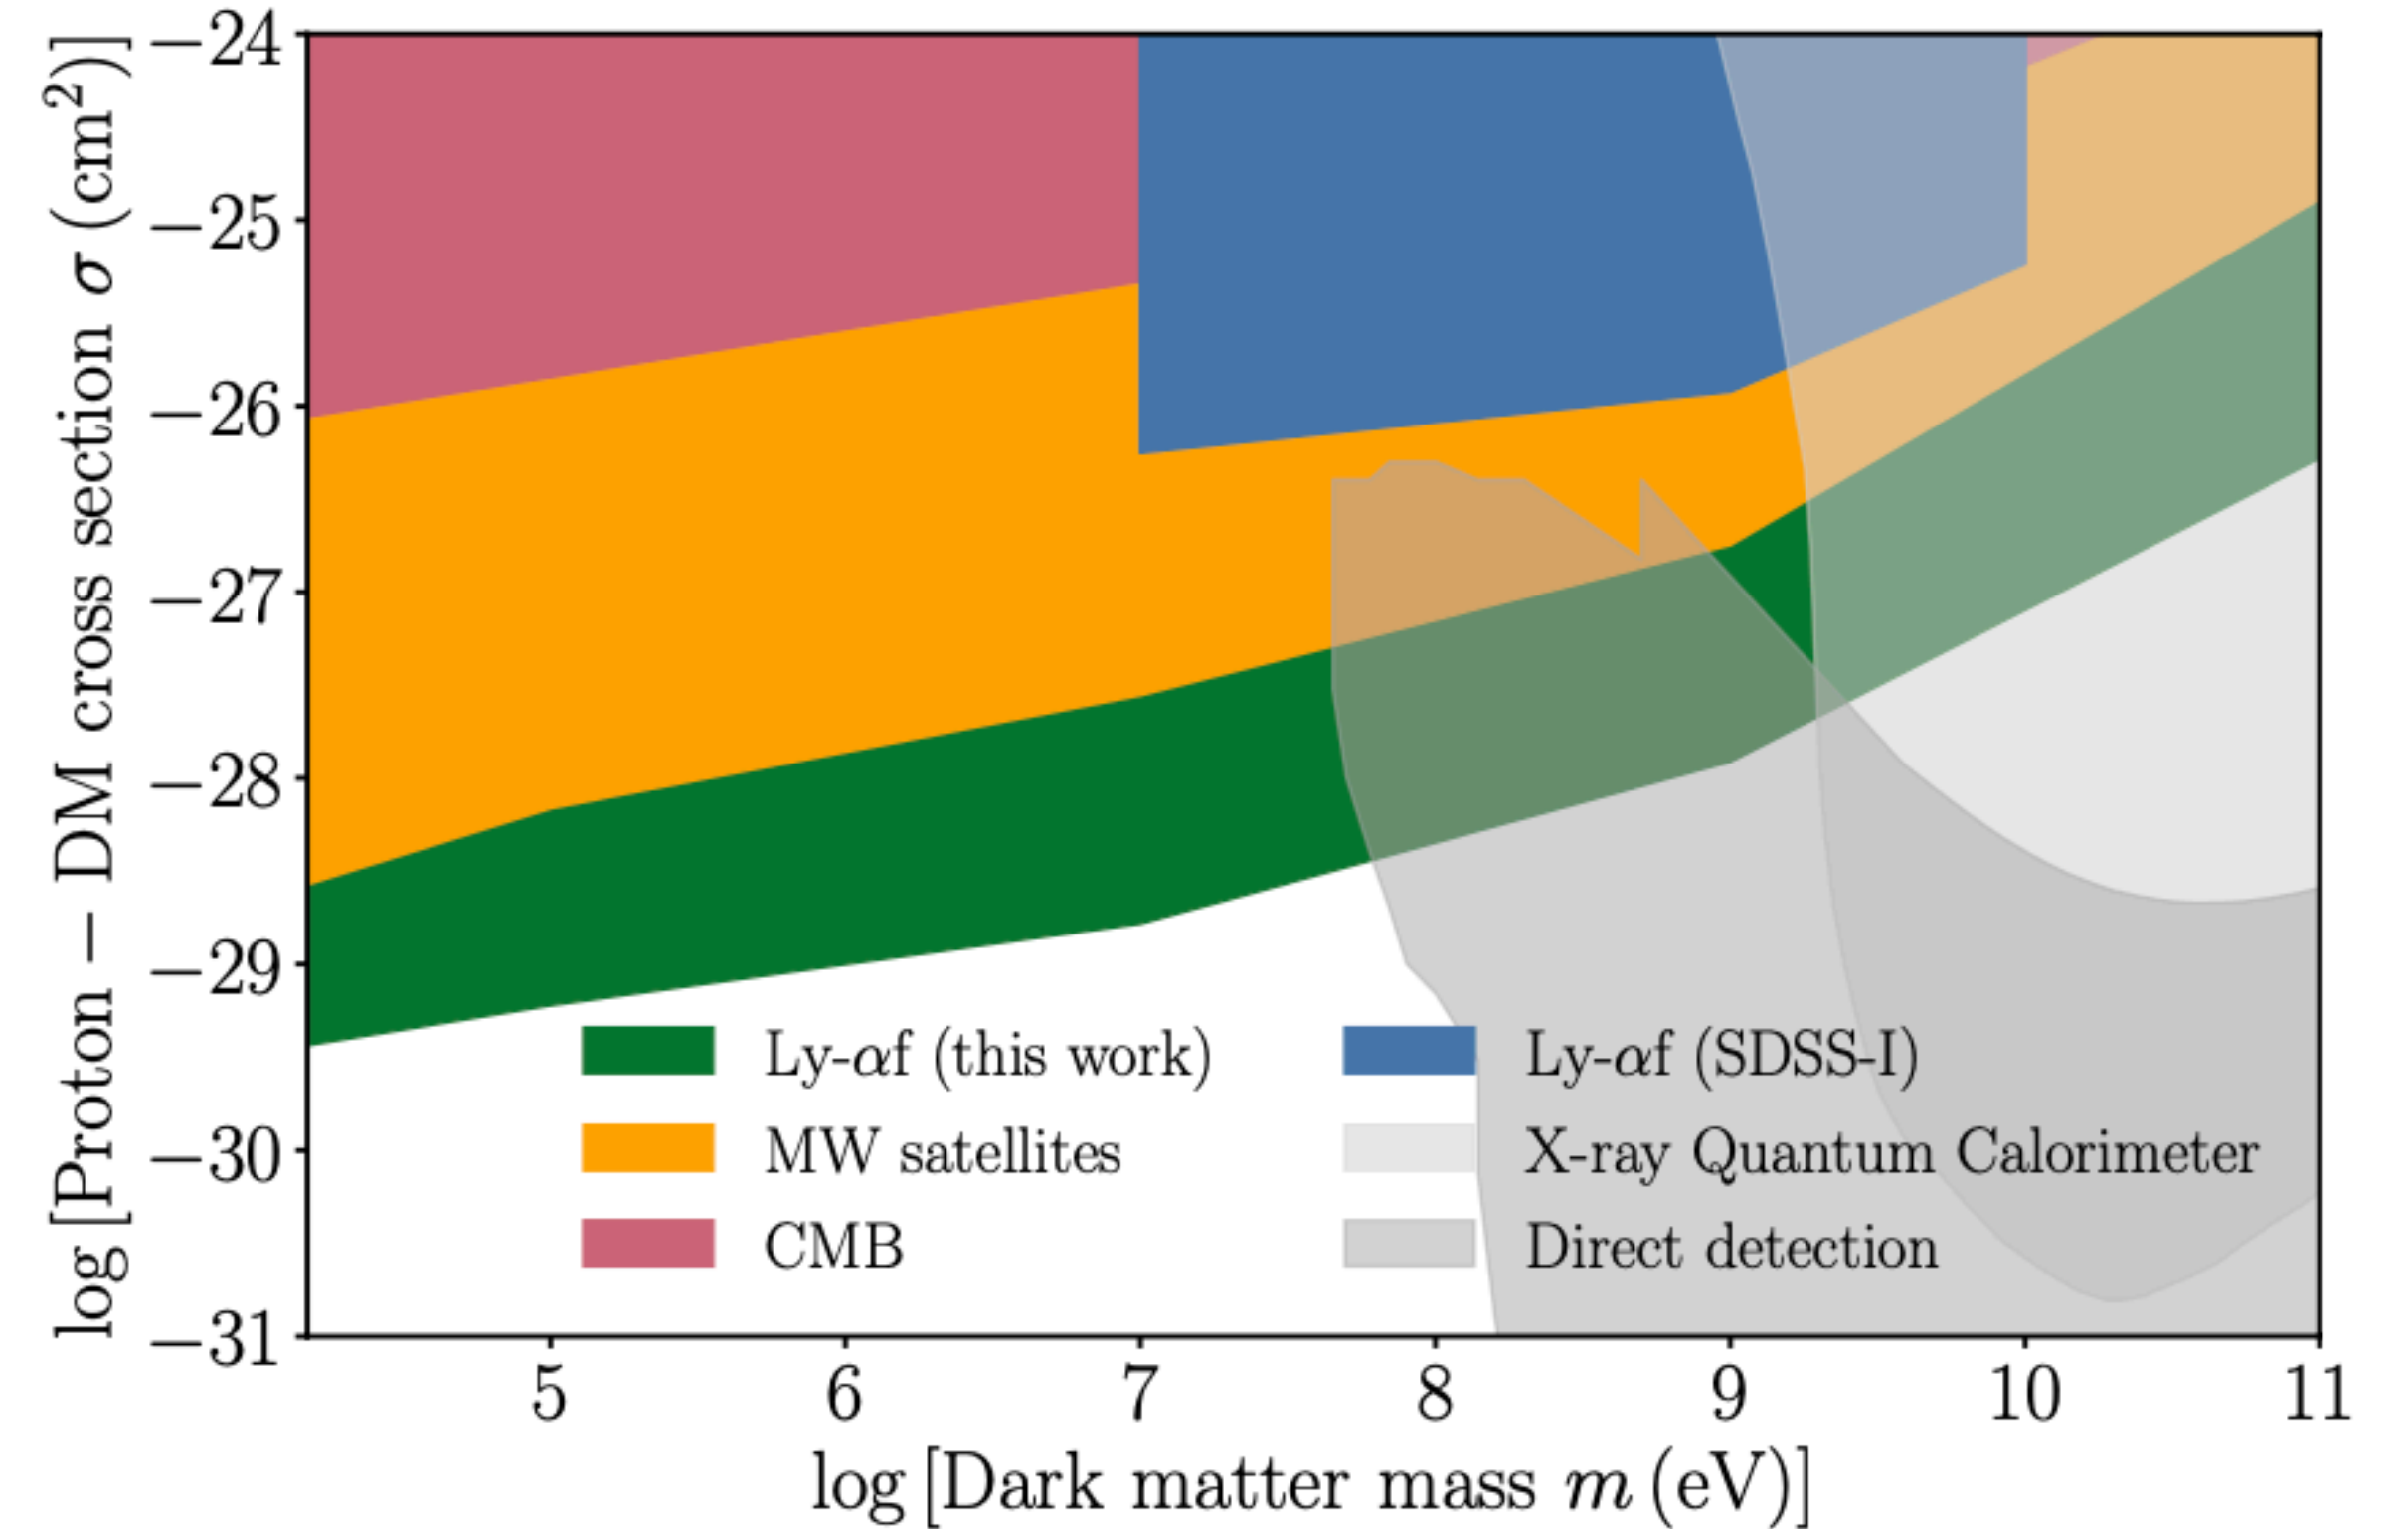 log [Proton − DM cross section σ (cm²)]
−24
−25
−26
−27
−28
−29
−30
−31
Ly-αf (this work)
MW satellites
CMB
Ly-αf (SDSS-I)
X-ray Quantum Calorimeter
Direct detection
5 6 7 8 9 10 11
log [Dark matter mass m (eV)]